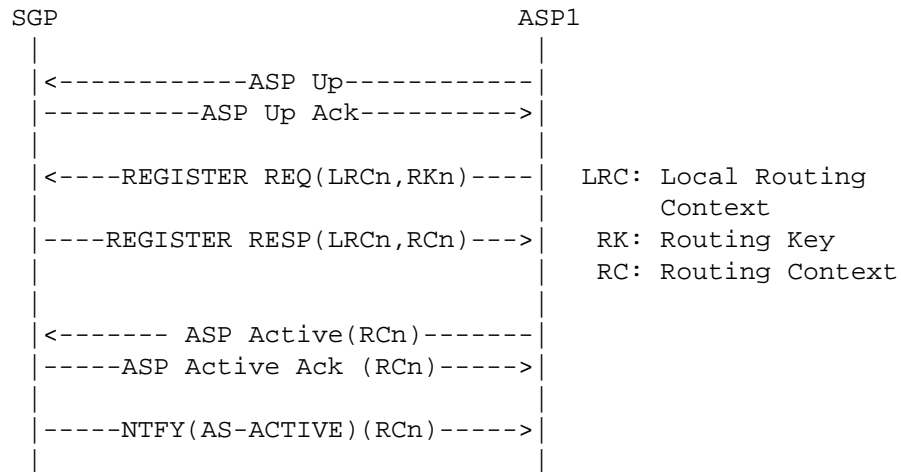 SGP ASP1
| |
|<------------ASP Up------------|
|----------ASP Up Ack---------->|
| |
|<----REGISTER REQ(LRCn,RKn)----| LRC: Local Routing
| | Context
|----REGISTER RESP(LRCn,RCn)--->| RK: Routing Key
| | RC: Routing Context
| |
|<------- ASP Active(RCn)-------|
|-----ASP Active Ack (RCn)----->|
| |
|-----NTFY(AS-ACTIVE)(RCn)----->|
| |